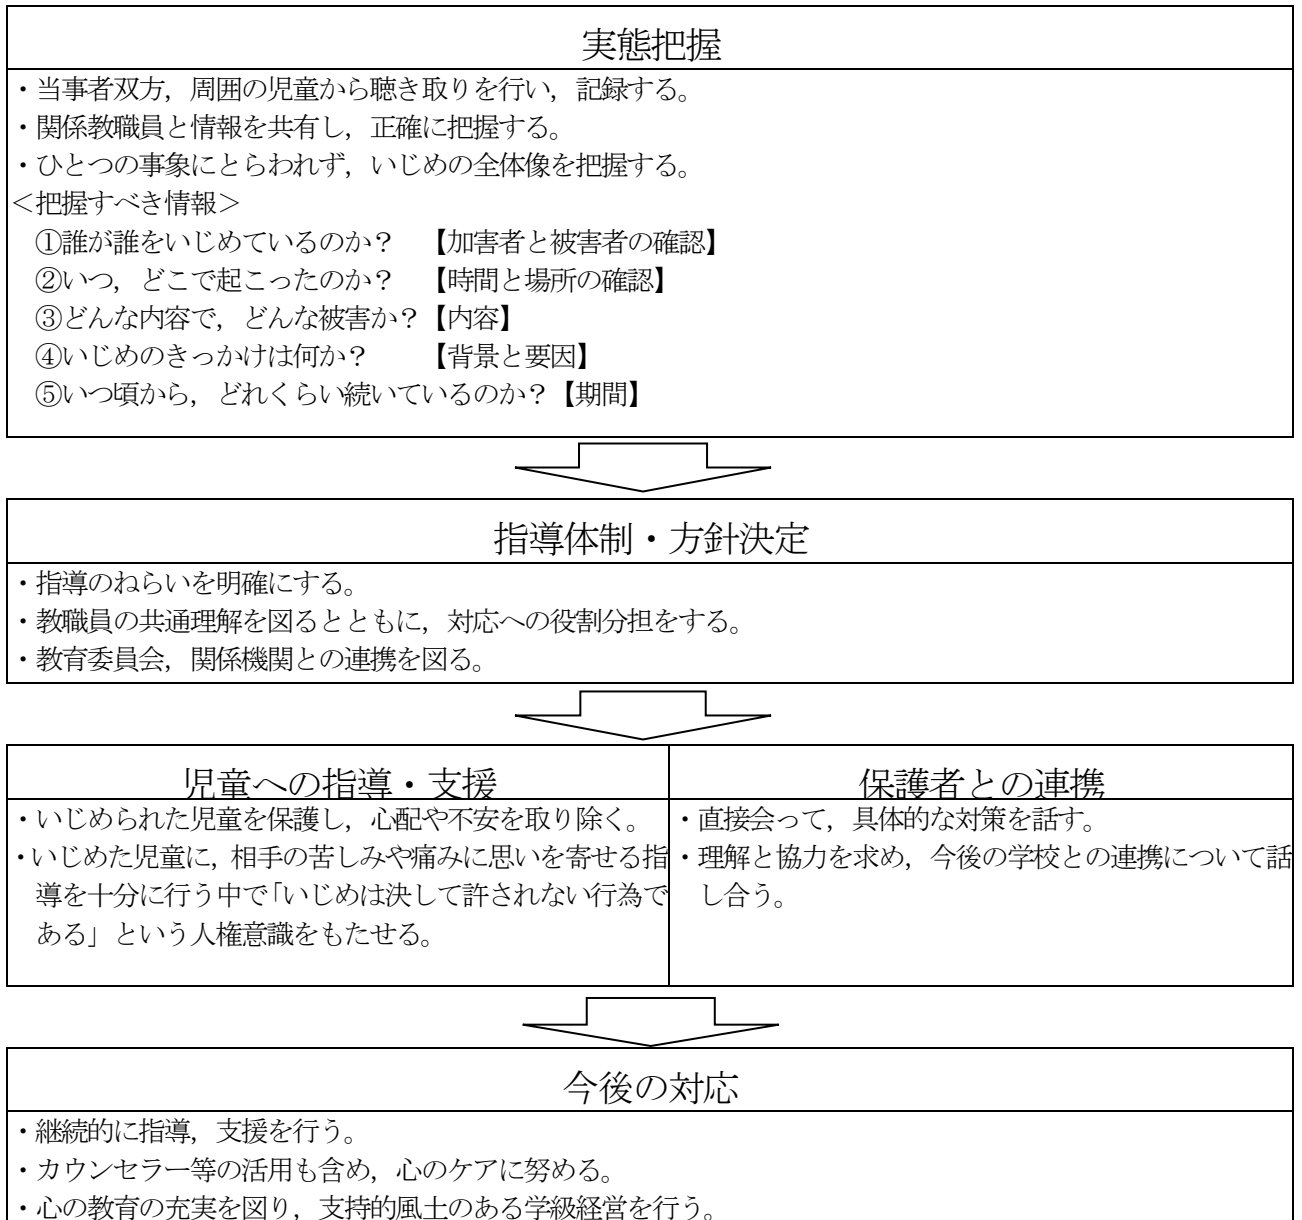 実態把握
・当事者双方，周囲の児童から聴き取りを行い，記録する。
・関係教職員と情報を共有し，正確に把握する。
・ひとつの事象にとらわれず，いじめの全体像を把握する。
＜把握すべき情報＞
①誰が誰をいじめているのか？　【加害者と被害者の確認】
②いつ，どこで起こったのか？　【時間と場所の確認】
③どんな内容で，どんな被害か？【内容】
④いじめのきっかけは何か？　　【背景と要因】
⑤いつ頃から，どれくらい続いているのか？【期間】
指導体制・方針決定
・指導のねらいを明確にする。
・教職員の共通理解を図るとともに，対応への役割分担をする。
・教育委員会，関係機関との連携を図る。
児童への指導・支援
・いじめられた児童を保護し，心配や不安を取り除く。
・いじめた児童に，相手の苦しみや痛みに思いを寄せる指
導を十分に行う中で「いじめは決して許されない行為で
ある」という人権意識をもたせる。
保護者との連携
・直接会って，具体的な対策を話す。
・理解と協力を求め，今後の学校との連携について話
し合う。
今後の対応
・継続的に指導，支援を行う。
・カウンセラー等の活用も含め，心のケアに努める。
・心の教育の充実を図り，支持的風土のある学級経営を行う。